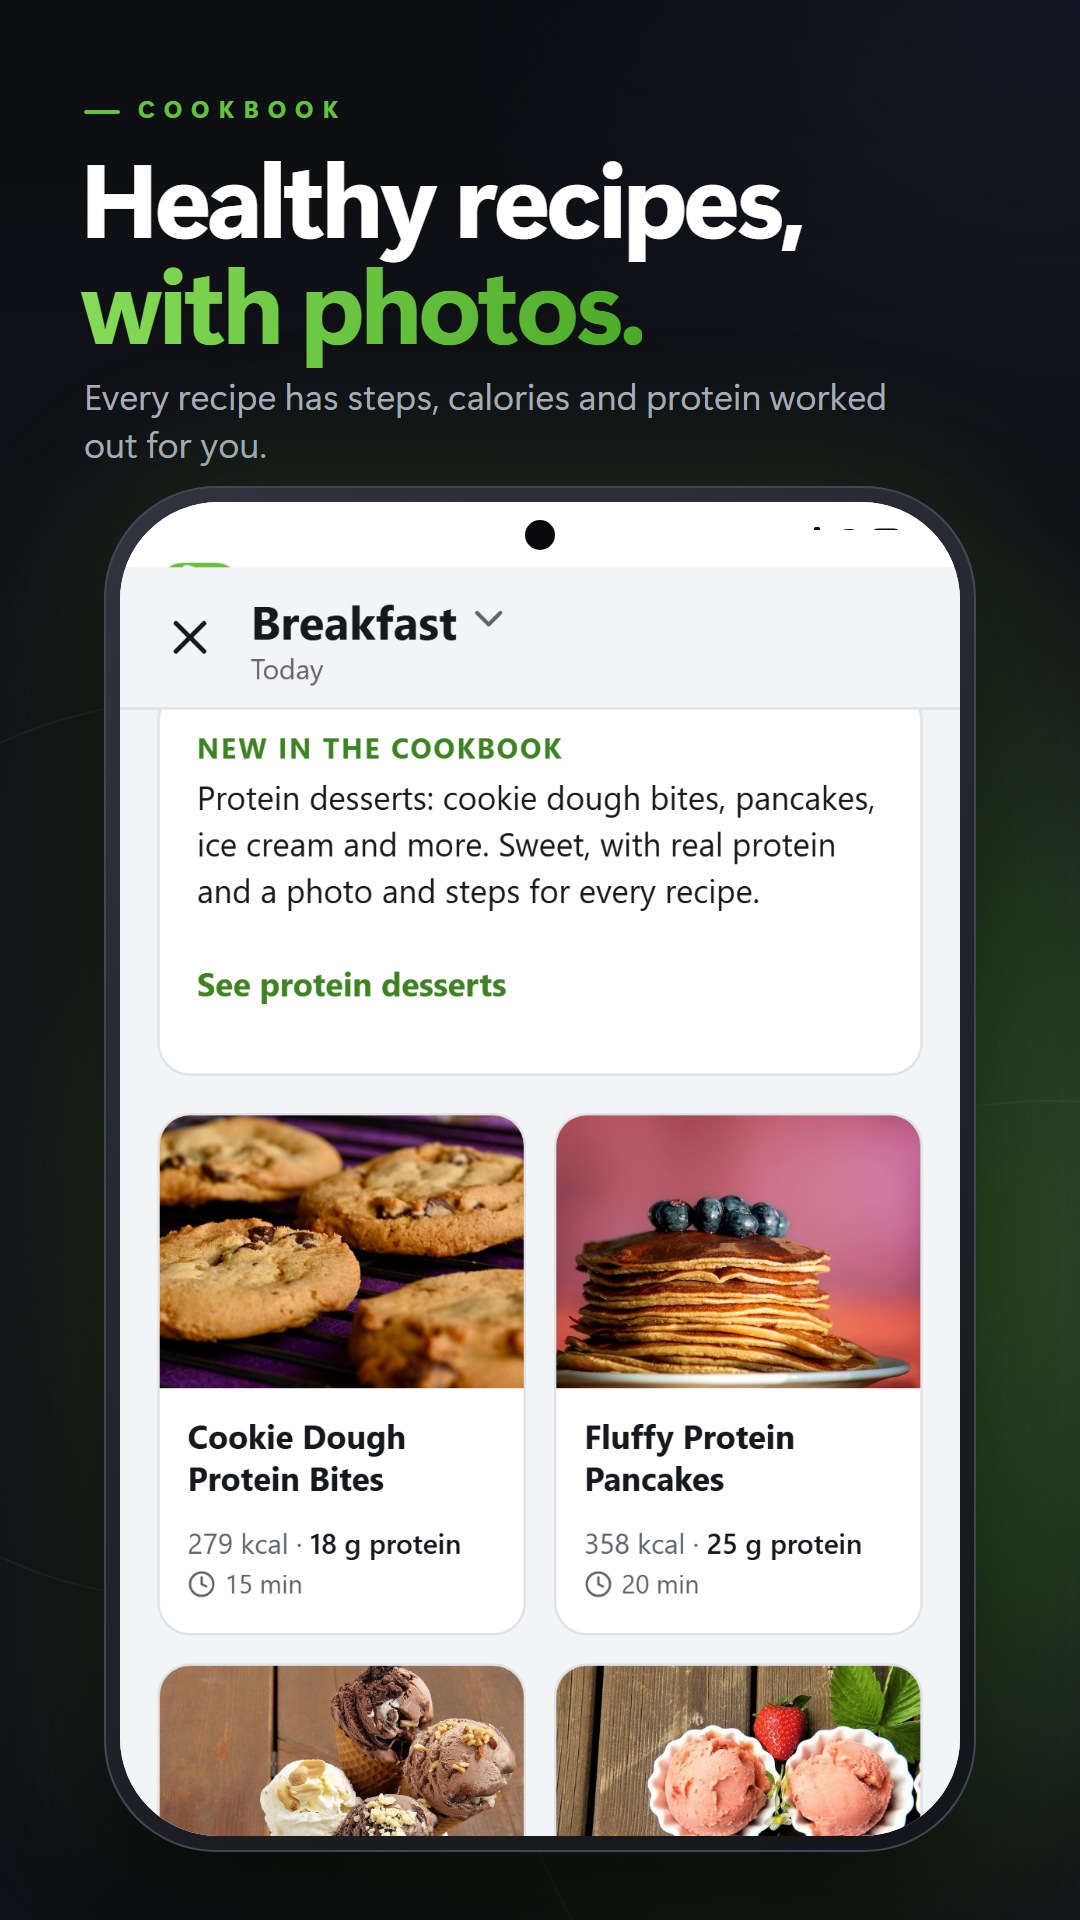 COOKBOOK
Healthy recipes,
with photos.
Every recipe has steps, calories and protein worked
out for you.
Breakfast
Today
NEW IN THE COOKBOOK
Protein desserts: cookie dough bites, pancakes,
ice cream and more. Sweet, with real protein
and a photo and steps for every recipe.
See protein desserts
Cookie Dough
Protein Bites
279 kcal · 18 g protein
15 min
Fluffy Protein
Pancakes
358 kcal · 25 g protein
20 min